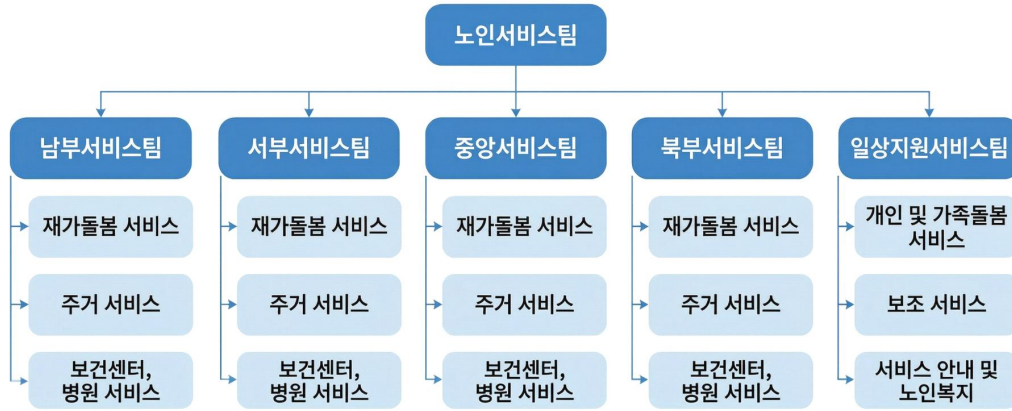 노인서비스팀
남부서비스팀
재가돌봄 서비스
주거 서비스
보건센터,
병원 서비스
서부서비스팀
재가돌봄 서비스
주거 서비스
보건센터,
병원 서비스
중앙서비스팀
재가돌봄 서비스
주거 서비스
보건센터,
병원 서비스
북부서비스팀
재가돌봄 서비스
주거 서비스
보건센터,
병원 서비스
일상지원서비스팀
개인 및 가족돌봄
서비스
보조 서비스
서비스 안내 및
노인복지